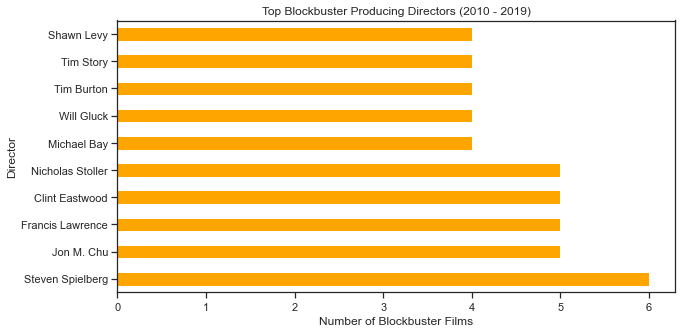 Top Blockbuster Producing Directors (2010 - 2019)
Director
Shawn Levy
Tim Story
Tim Burton
Will Gluck
Michael Bay
Nicholas Stoller
Clint Eastwood
Francis Lawrence
Jon M. Chu
Steven Spielberg
0 1 2 3 4 5 6
Number of Blockbuster Films